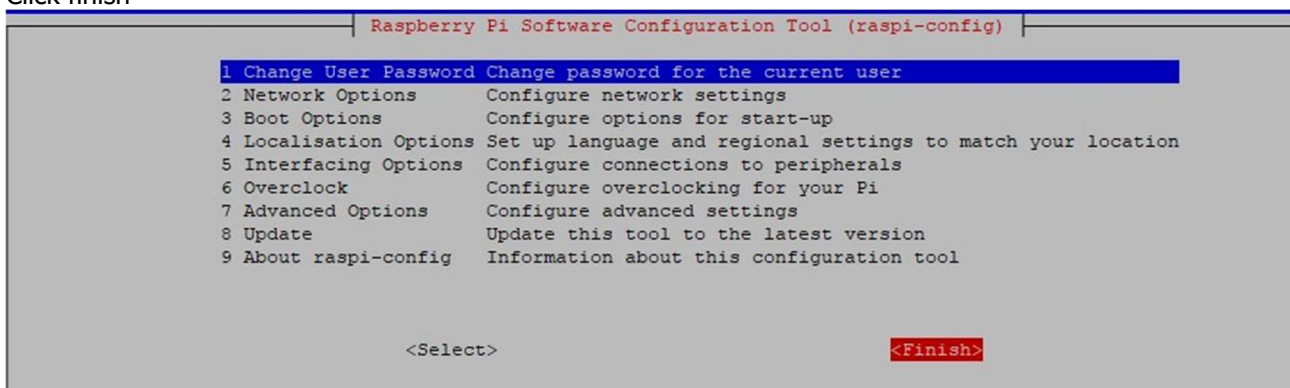 Click finish
Raspberry Pi Software Configuration Tool (raspi-config)
1 Change User Password Change password for the current user
2 Network Options Configure network settings
3 Boot Options Configure options for start-up
4 Localisation Options Set up language and regional settings to match your location
5 Interfacing Options Configure connections to peripherals
6 Overclock Configure overclocking for your Pi
7 Advanced Options Configure advanced settings
8 Update Update this tool to the latest version
9 About raspi-config Information about this configuration tool
<Select> <Finish>